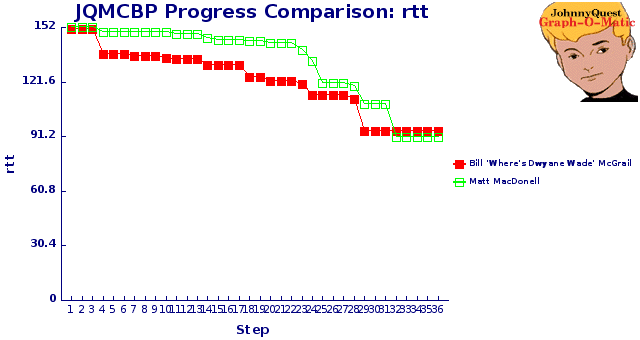 JQMCBP Progress Comparison: rtt
JohnnyQuest
Graph-O-Matic
152
121.6
91.2
60.8
30.4
0
rtt
1 2 3 4 5 6 7 8 9 10 11 12 13 14 15 16 17 18 19 20 21 22 23 24 25 26 27 28 29 30 31 32 33 34 35 36
Step
Bill 'Where's Dwyane Wade' McGrail
Matt MacDonell